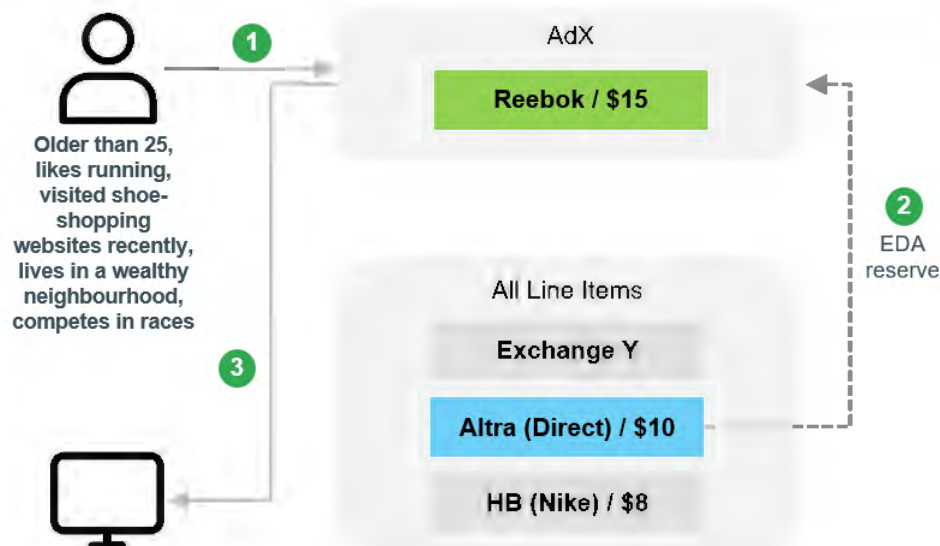 1
AdX
Reebok / $15
Older than 25,
likes running,
visited shoe-
shopping
websites recently,
lives in a wealthy
neighbourhood,
competes in races
2
EDA
reserve
All Line Items
Exchange Y
3
Altra (Direct) / $10
HB (Nike) / $8